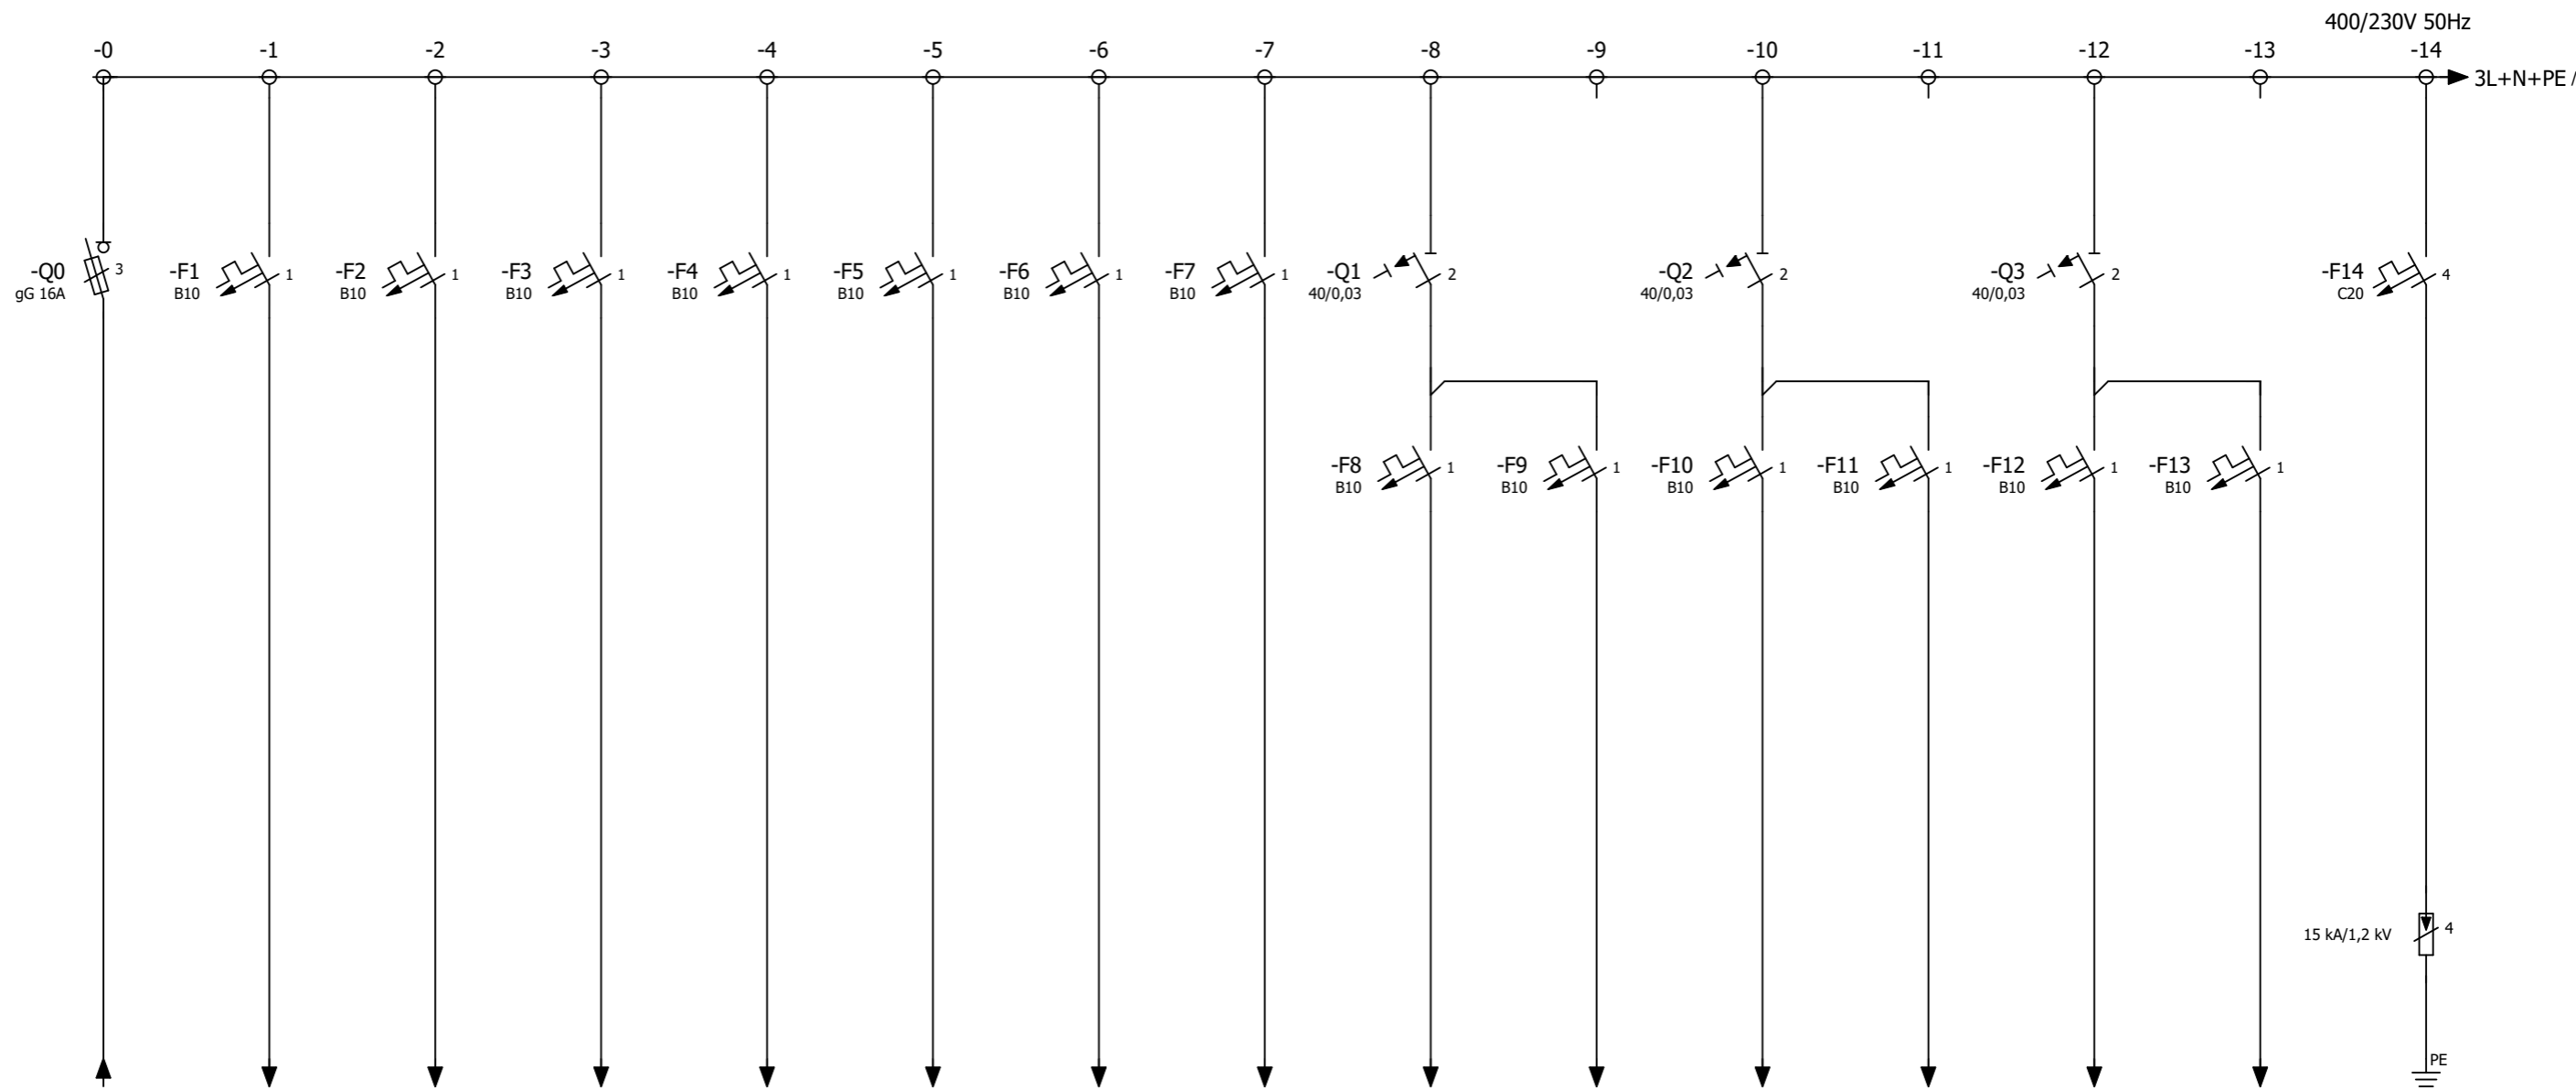 400/230V 50Hz
-0 -1 -2 -3 -4 -5 -6 -7 -8 -9 -10 -11 -12 -13 -14
3L+N+PE /
-Q0 3
gG 16A
-F1 1
B10
-F2 1
B10
-F3 1
B10
-F4 1
B10
-F5 1
B10
-F6 1
B10
-F7 1
B10
-Q1 2
40/0,03
-Q2 2
40/0,03
-Q3 2
40/0,03
-F14 4
C20
-F8 1
B10
-F9 1
B10
-F10 1
B10
-F11 1
B10
-F12 1
B10
-F13 1
B10
15 kA/1,2 kV 4
PE